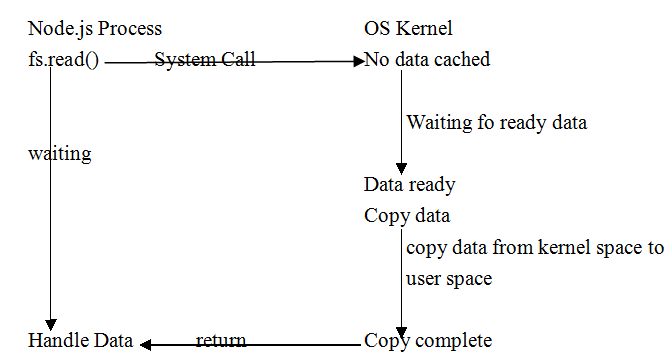 Node.js Process
OS Kernel
fs.read()
System Call
No data cached
Waiting fo ready data
waiting
Data ready
Copy data
copy data from kernel space to
user space
Handle Data
return
Copy complete